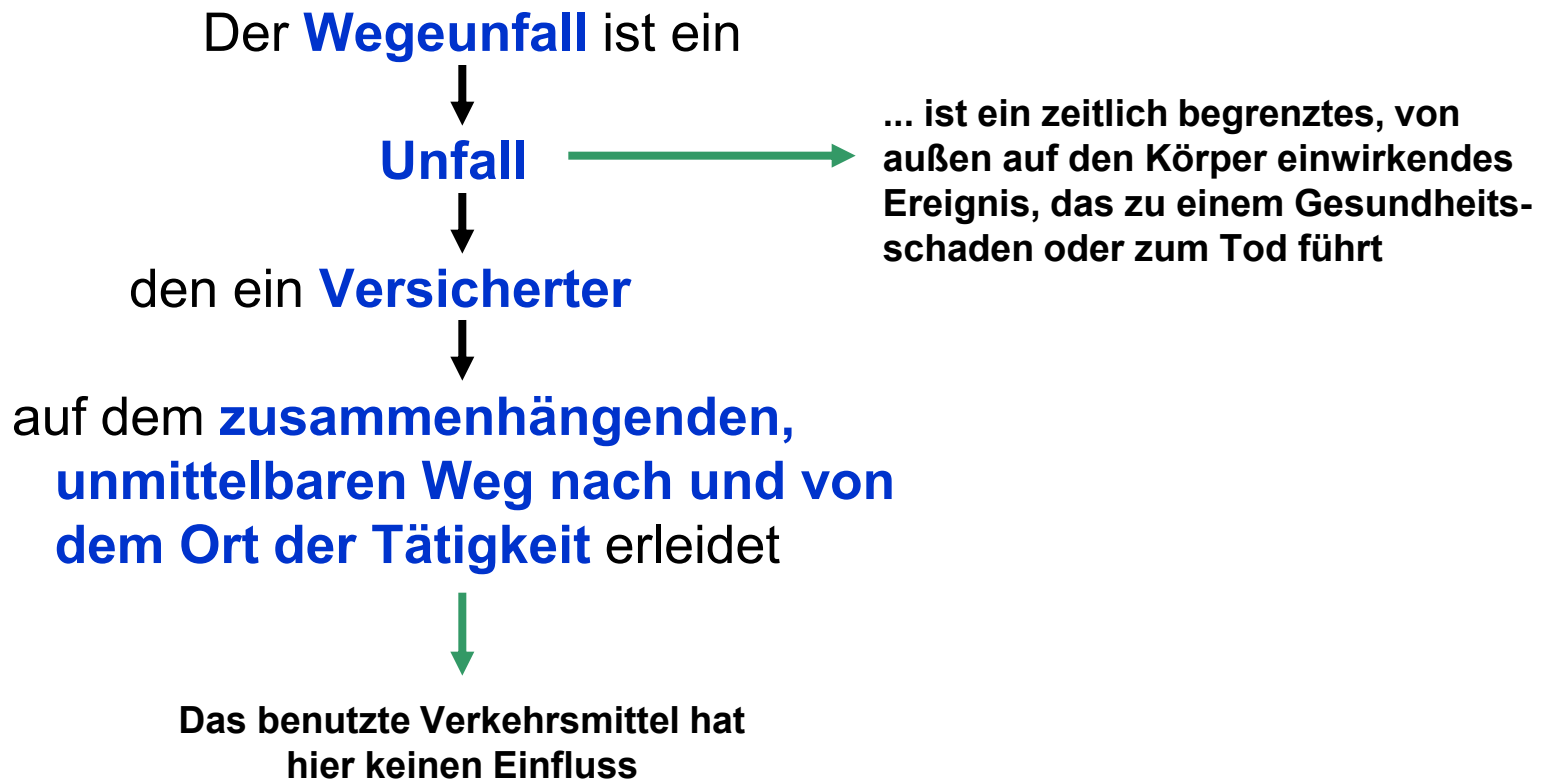 Der Wegeunfall ist ein
Unfall
... ist ein zeitlich begrenztes, von
außen auf den Körper einwirkendes
Ereignis, das zu einem Gesundheits-
schaden oder zum Tod führt
den ein Versicherter
auf dem zusammenhängenden,
unmittelbaren Weg nach und von
dem Ort der Tätigkeit erleidet
Das benutzte Verkehrsmittel hat
hier keinen Einfluss